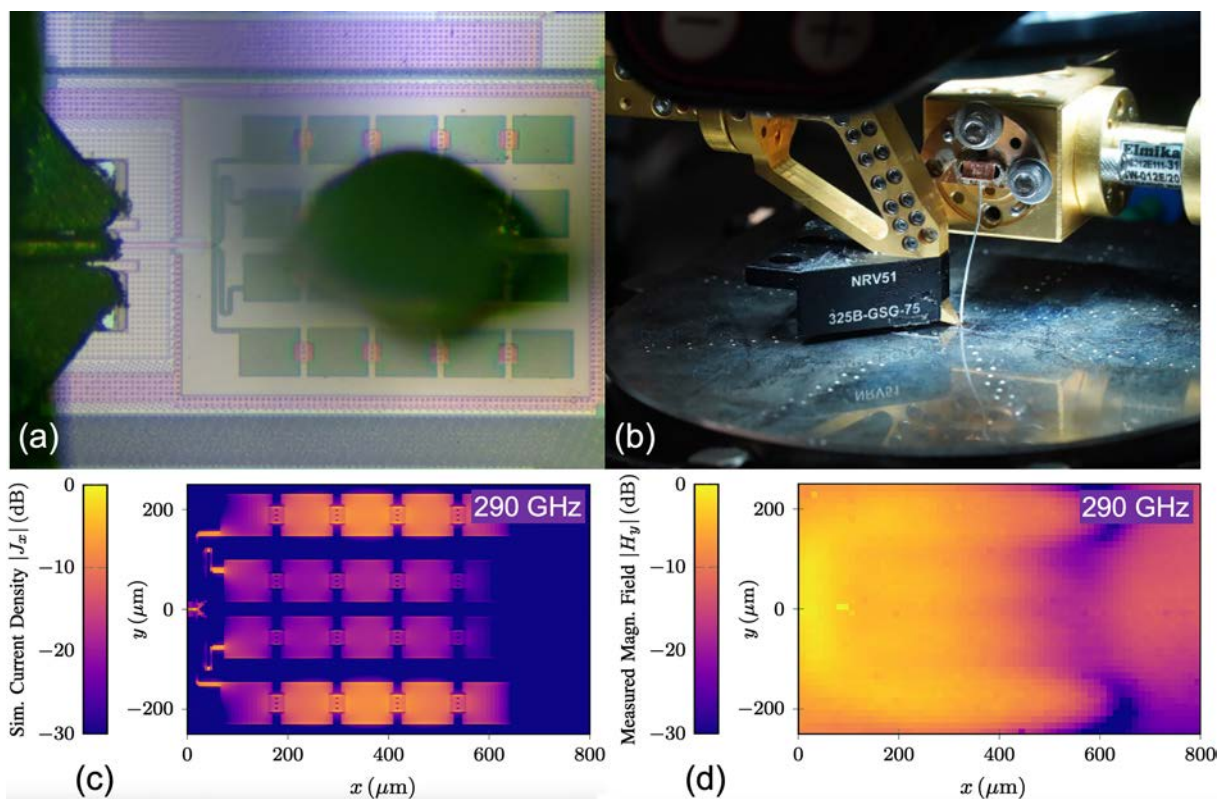 (a)
(b)
Elmika
NRV51
325B-GSG-75
Sim. Current Density |Jₓ| (dB)
0
−10
−20
−30
290 GHz
y (μm)
200
0
−200
0
200
400
600
800
x (μm)
(c)
Measured Magn. Field |Hᵧ| (dB)
0
−10
−20
−30
290 GHz
y (μm)
200
0
−200
0
200
400
600
800
x (μm)
(d)